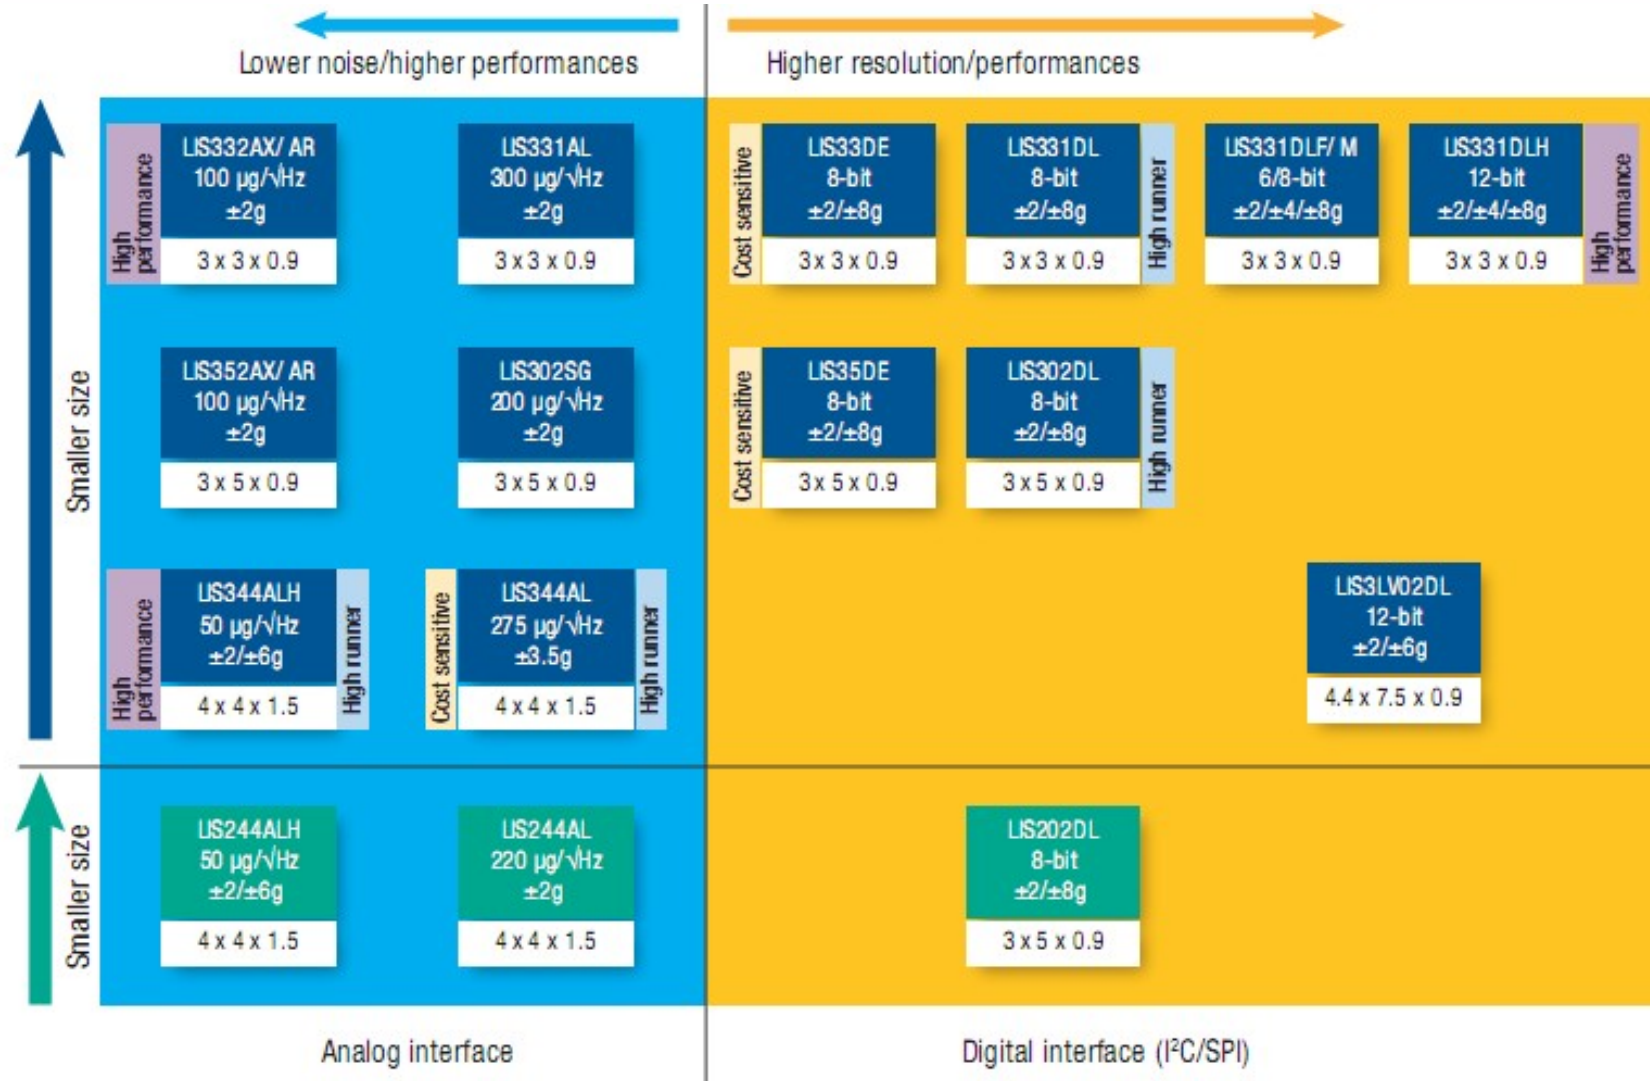 Lower noise/higher performances
Higher resolution/performances
Smaller size
High
performance
LIS332AX/ AR
100 µg/√Hz
±2g
3 x 3 x 0.9
LIS331AL
300 µg/√Hz
±2g
3 x 3 x 0.9
Cost sensitive
LIS33DE
8-bit
±2/±8g
3 x 3 x 0.9
LIS331DL
8-bit
±2/±8g
3 x 3 x 0.9
High runner
LIS331DLF/ M
6/8-bit
±2/±4/±8g
3 x 3 x 0.9
LIS331DLH
12-bit
±2/±4/±8g
3 x 3 x 0.9
High
performance
LIS352AX/ AR
100 µg/√Hz
±2g
3 x 5 x 0.9
LIS302SG
200 µg/√Hz
±2g
3 x 5 x 0.9
Cost sensitive
LIS35DE
8-bit
±2/±8g
3 x 5 x 0.9
LIS302DL
8-bit
±2/±8g
3 x 5 x 0.9
High runner
High
performance
LIS344ALH
50 µg/√Hz
±2/±6g
4 x 4 x 1.5
High runner
Cost sensitive
LIS344AL
275 µg/√Hz
±3.5g
4 x 4 x 1.5
High runner
LIS3LV02DL
12-bit
±2/±6g
4.4 x 7.5 x 0.9
Smaller size
LIS244ALH
50 µg/√Hz
±2/±6g
4 x 4 x 1.5
LIS244AL
220 µg/√Hz
±2g
4 x 4 x 1.5
LIS202DL
8-bit
±2/±8g
3 x 5 x 0.9
Analog interface
Digital interface (I²C/SPI)